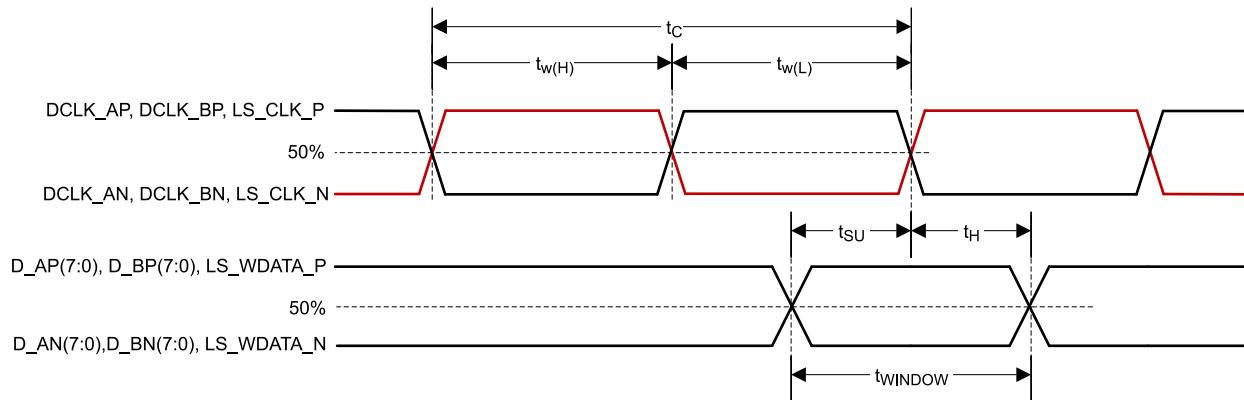 tC
tw(H)
tw(L)
DCLK_AP, DCLK_BP, LS_CLK_P
50%
DCLK_AN, DCLK_BN, LS_CLK_N
tSU
tH
D_AP(7:0), D_BP(7:0), LS_WDATA_P
50%
D_AN(7:0),D_BN(7:0), LS_WDATA_N
tWINDOW